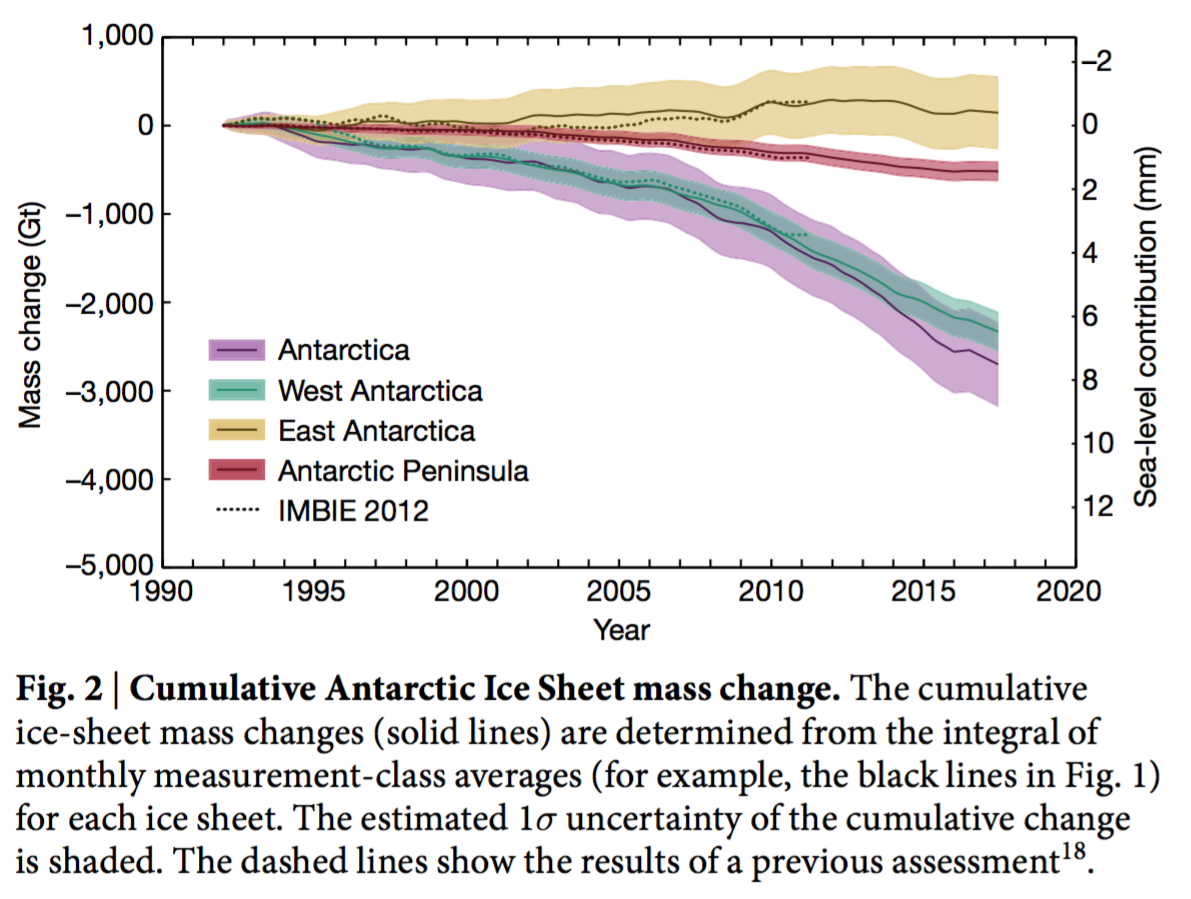 1,000
0
−1,000
−2,000
−3,000
−4,000
−5,000
Mass change (Gt)
−2
0
2
4
6
8
10
12
Sea-level contribution (mm)
Antarctica
West Antarctica
East Antarctica
Antarctic Peninsula
IMBIE 2012
1990 1995 2000 2005 2010 2015 2020
Year
Fig. 2 | Cumulative Antarctic Ice Sheet mass change. The cumulative
ice-sheet mass changes (solid lines) are determined from the integral of
monthly measurement-class averages (for example, the black lines in Fig. 1)
for each ice sheet. The estimated 1σ uncertainty of the cumulative change
is shaded. The dashed lines show the results of a previous assessment¹⁸.